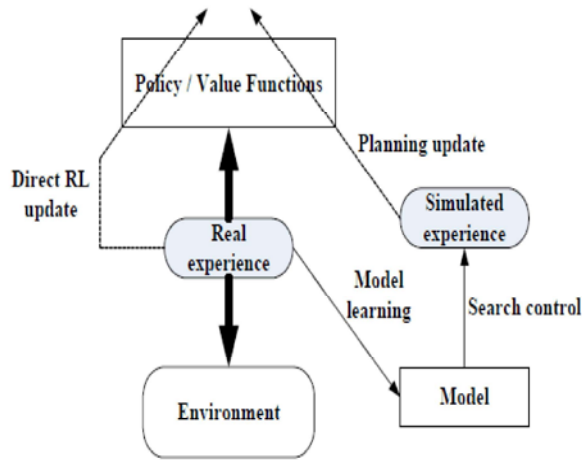 Policy / Value Functions
Planning update
Direct RL
update
Simulated
experience
Real
experience
Model
learning
Search control
Environment
Model